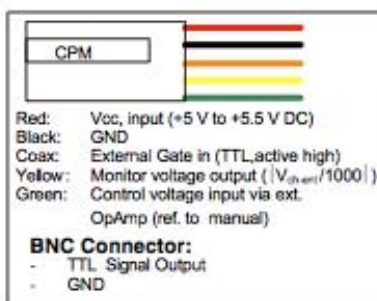 CPM
Red: Vcc, input (+5 V to +5.5 V DC)
Black: GND
Coax: External Gate in (TTL,active high)
Yellow: Monitor voltage output (|Vch-ent/1000|)
Green: Control voltage input via ext.
OpAmp (ref. to manual)
BNC Connector:
- TTL Signal Output
- GND